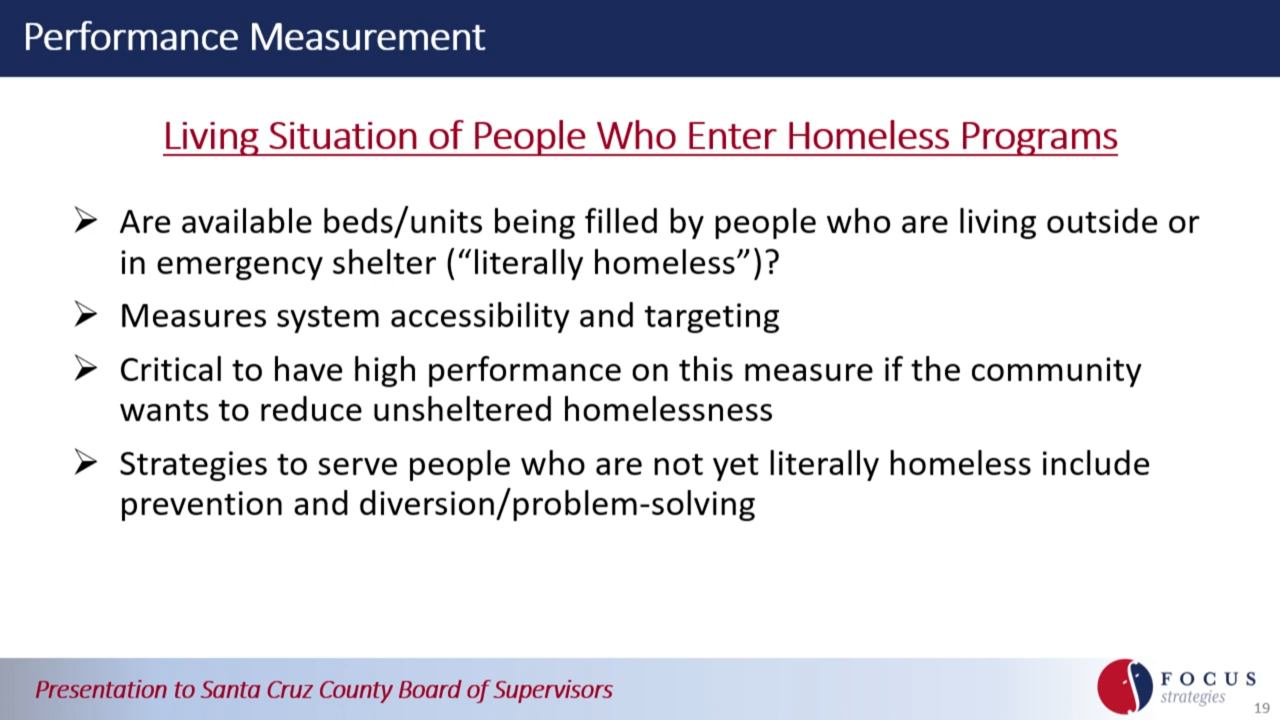 Performance Measurement
Living Situation of People Who Enter Homeless Programs
Are available beds/units being filled by people who are living outside or
in emergency shelter (“literally homeless”)?
Measures system accessibility and targeting
Critical to have high performance on this measure if the community
wants to reduce unsheltered homelessness
Strategies to serve people who are not yet literally homeless include
prevention and diversion/problem-solving
Presentation to Santa Cruz County Board of Supervisors
FOCUS
strategies
19